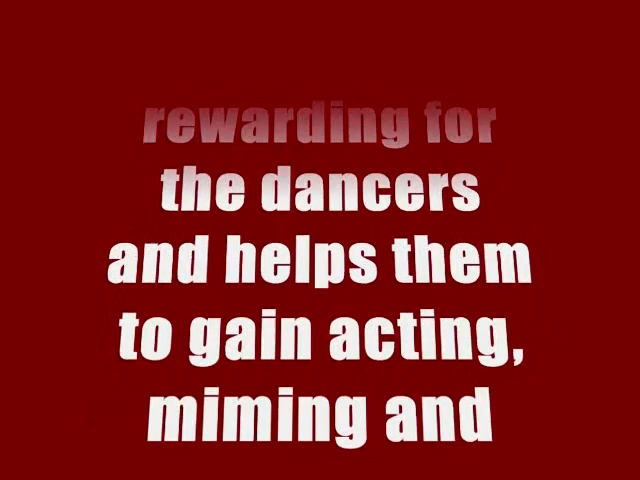 rewarding for
the dancers
and helps them
to gain acting,
miming and